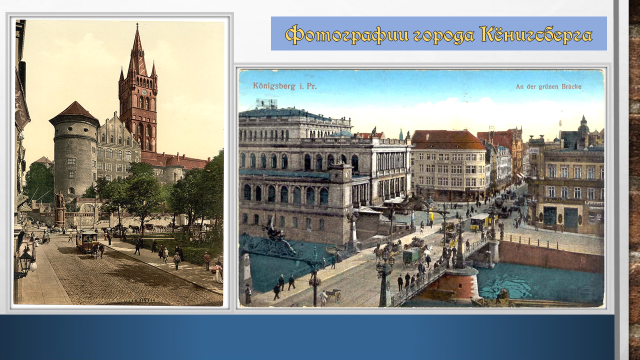 Фотографии города Кёнигсберга
Königsberg i. Pr.
An der grünen Brücke